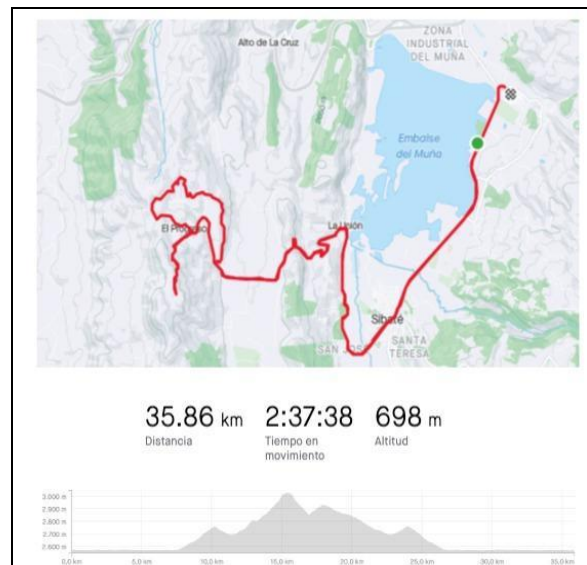 ZONA
INDUSTRIAL
DEL MUÑA
Alto de La Cruz
Embalse
del Muña
La Unión
Sibaté
SANTA
TERESA
35.86 km 2:37:38 698 m
Distancia Tiempo en movimiento Altitud
3.000 m
2.900 m
2.800 m
2.700 m
2.600 m
0,0 km 5,0 km 10,0 km 15,0 km 20,0 km 25,0 km 30,0 km 35,0 km